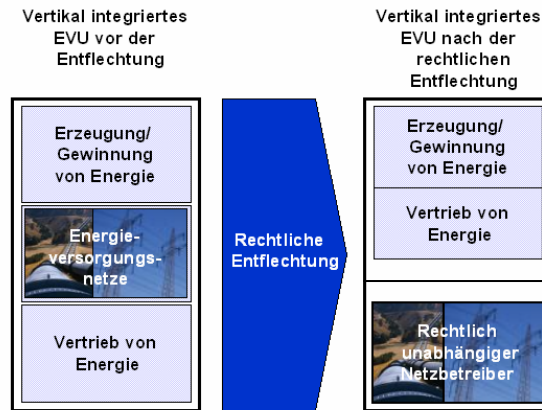 Vertikal integriertes
EVU vor der
Entflechtung
Erzeugung/
Gewinnung
von Energie
Energie-
versorgungs-
netze
Vertrieb von
Energie
Rechtliche
Entflechtung
Vertikal integriertes
EVU nach der
rechtlichen
Entflechtung
Erzeugung/
Gewinnung
von Energie
Vertrieb von
Energie
Rechtlich
unabhängiger
Netzbetreiber